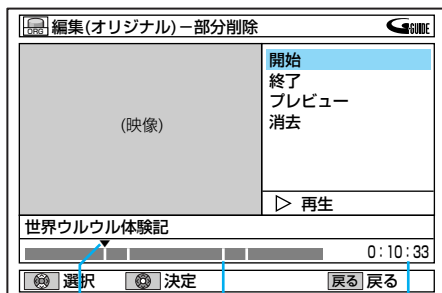 ORG 編集(オリジナル)－部分削除 GGUIDE
(映像)
開始
終了
プレビュー
消去
▷ 再生
世界ウルウル体験記
0:10:33
選択 決定 戻る 戻る